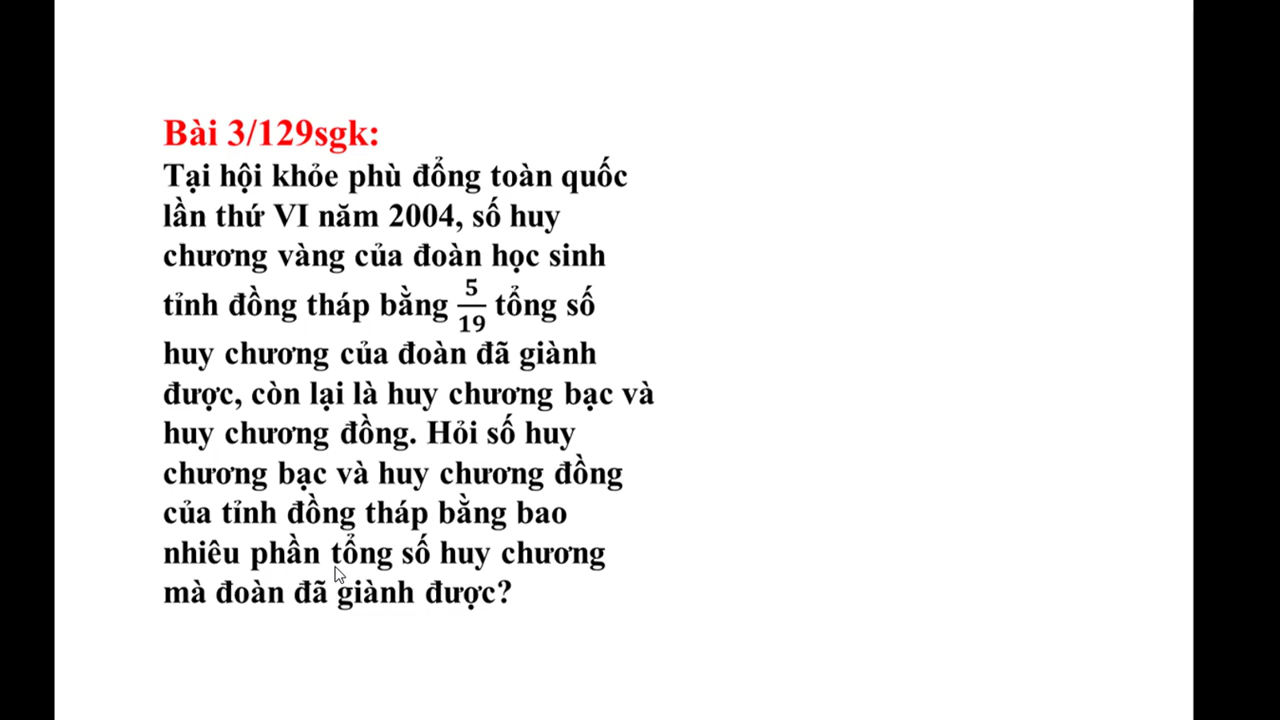 Bài 3/129sgk:
Tại hội khỏe phù đổng toàn quốc
lần thứ VI năm 2004, số huy
chương vàng của đoàn học sinh
tỉnh đồng tháp bằng 5/19 tổng số
huy chương của đoàn đã giành
được, còn lại là huy chương bạc và
huy chương đồng. Hỏi số huy
chương bạc và huy chương đồng
của tỉnh đồng tháp bằng bao
nhiêu phần tổng số huy chương
mà đoàn đã giành được?